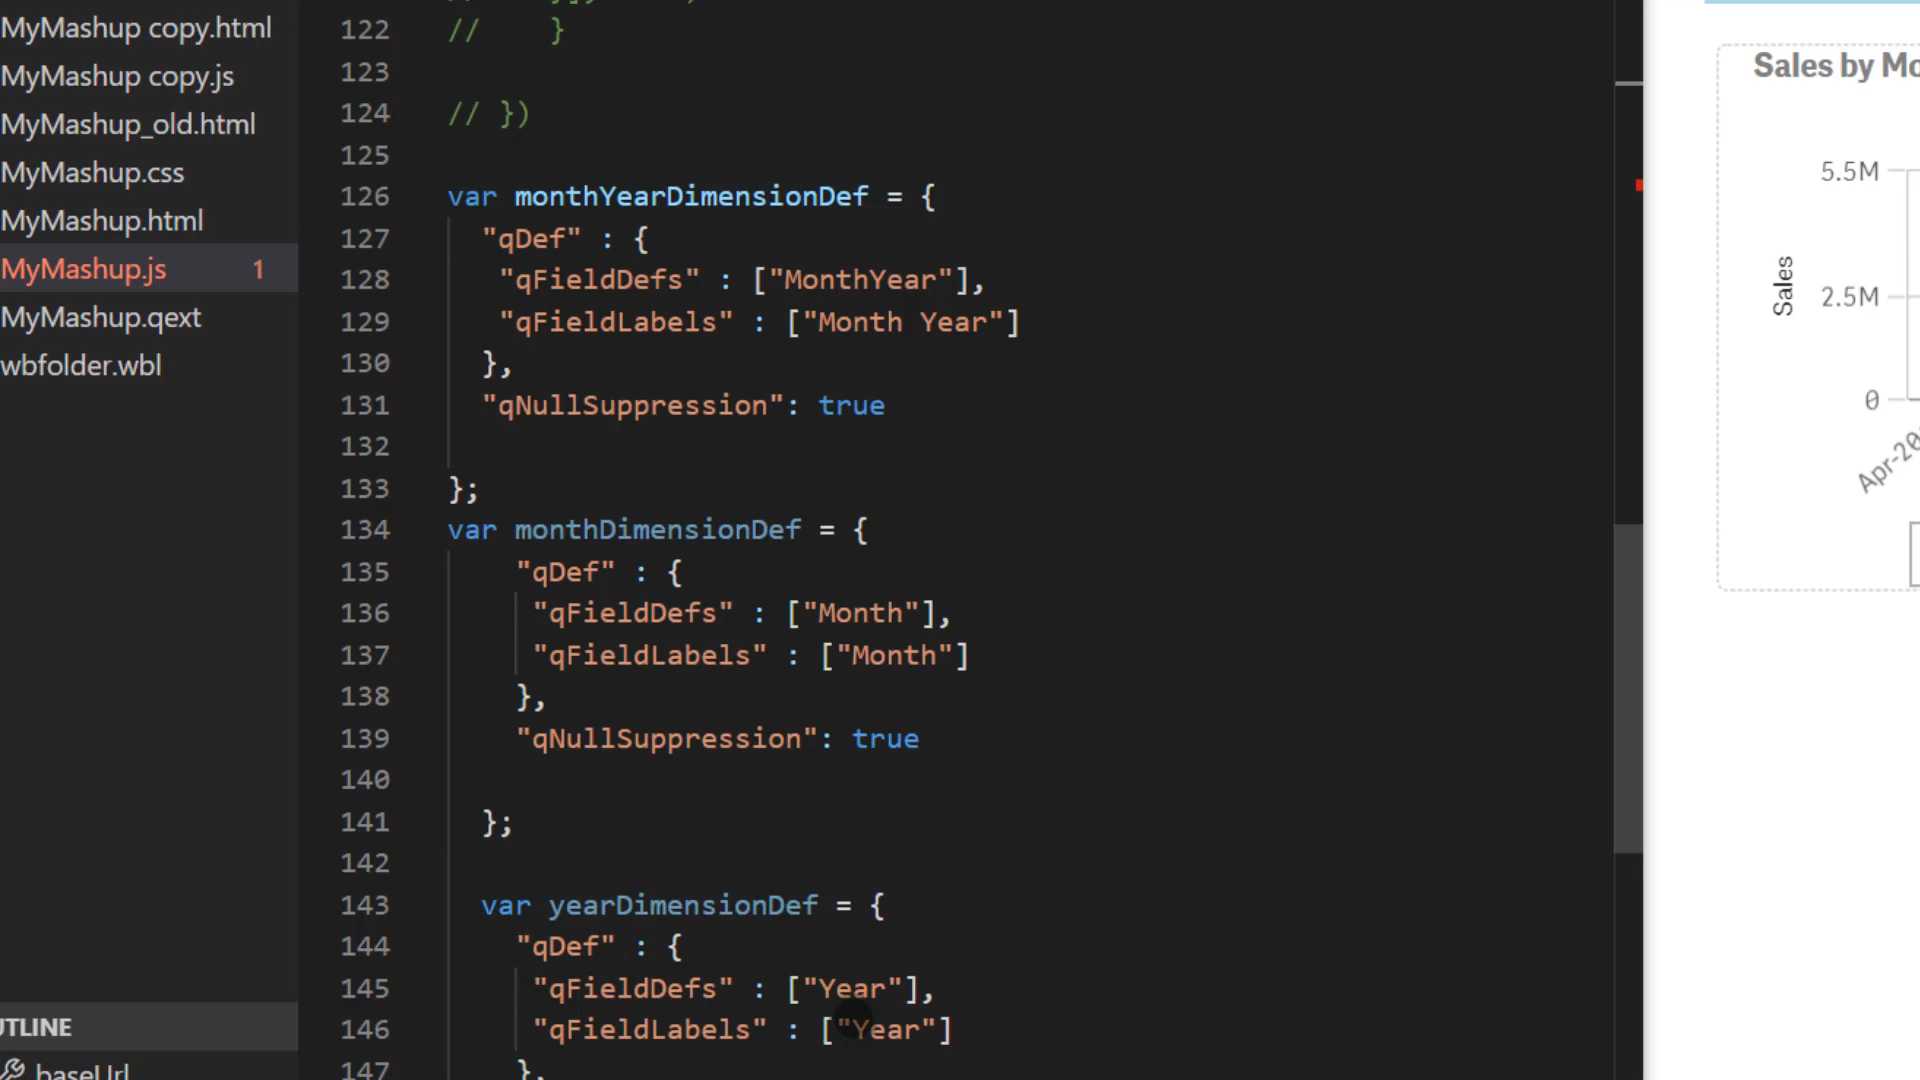 MyMashup copy.html
MyMashup copy.js
MyMashup_old.html
MyMashup.css
MyMashup.html
MyMashup.js 1
MyMashup.qext
wbfolder.wbl
UTLINE
baseUrl
122 // }
123
124 // })
125
126 var monthYearDimensionDef = {
127 "qDef" : {
128 "qFieldDefs" : ["MonthYear"],
129 "qFieldLabels" : ["Month Year"]
130 },
131 "qNullSuppression": true
132
133 };
134 var monthDimensionDef = {
135 "qDef" : {
136 "qFieldDefs" : ["Month"],
137 "qFieldLabels" : ["Month"]
138 },
139 "qNullSuppression": true
140
141 };
142
143 var yearDimensionDef = {
144 "qDef" : {
145 "qFieldDefs" : ["Year"],
146 "qFieldLabels" : ["Year"]
147 },
Sales by Mo
5.5M
Sales
2.5M
0
Apr-20